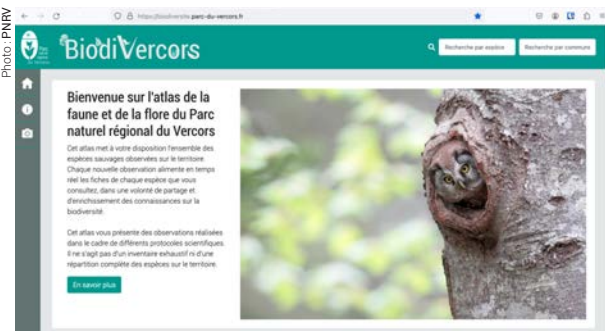 Photo: PNRV
https://biodiversite.parc-du-vercors.fr
BiodiVercors
Recherche par espèce
Recherche par commune
Bienvenue sur l'atlas de la
faune et de la flore du Parc
naturel régional du Vercors
Cet atlas met à votre disposition l'ensemble des
espèces sauvages observées sur le territoire.
Chaque nouvelle observation alimente en temps
réel les fiches de chaque espèce que vous
consultez, dans une volonté de partage et
d'enrichissement des connaissances sur la
biodiversité.
Cet atlas vous présente des observations réalisées
dans le cadre de différents protocoles scientifiques.
Il ne s'agit pas d'un inventaire exhaustif ni d'une
répartition complète des espèces sur le territoire.
En savoir plus